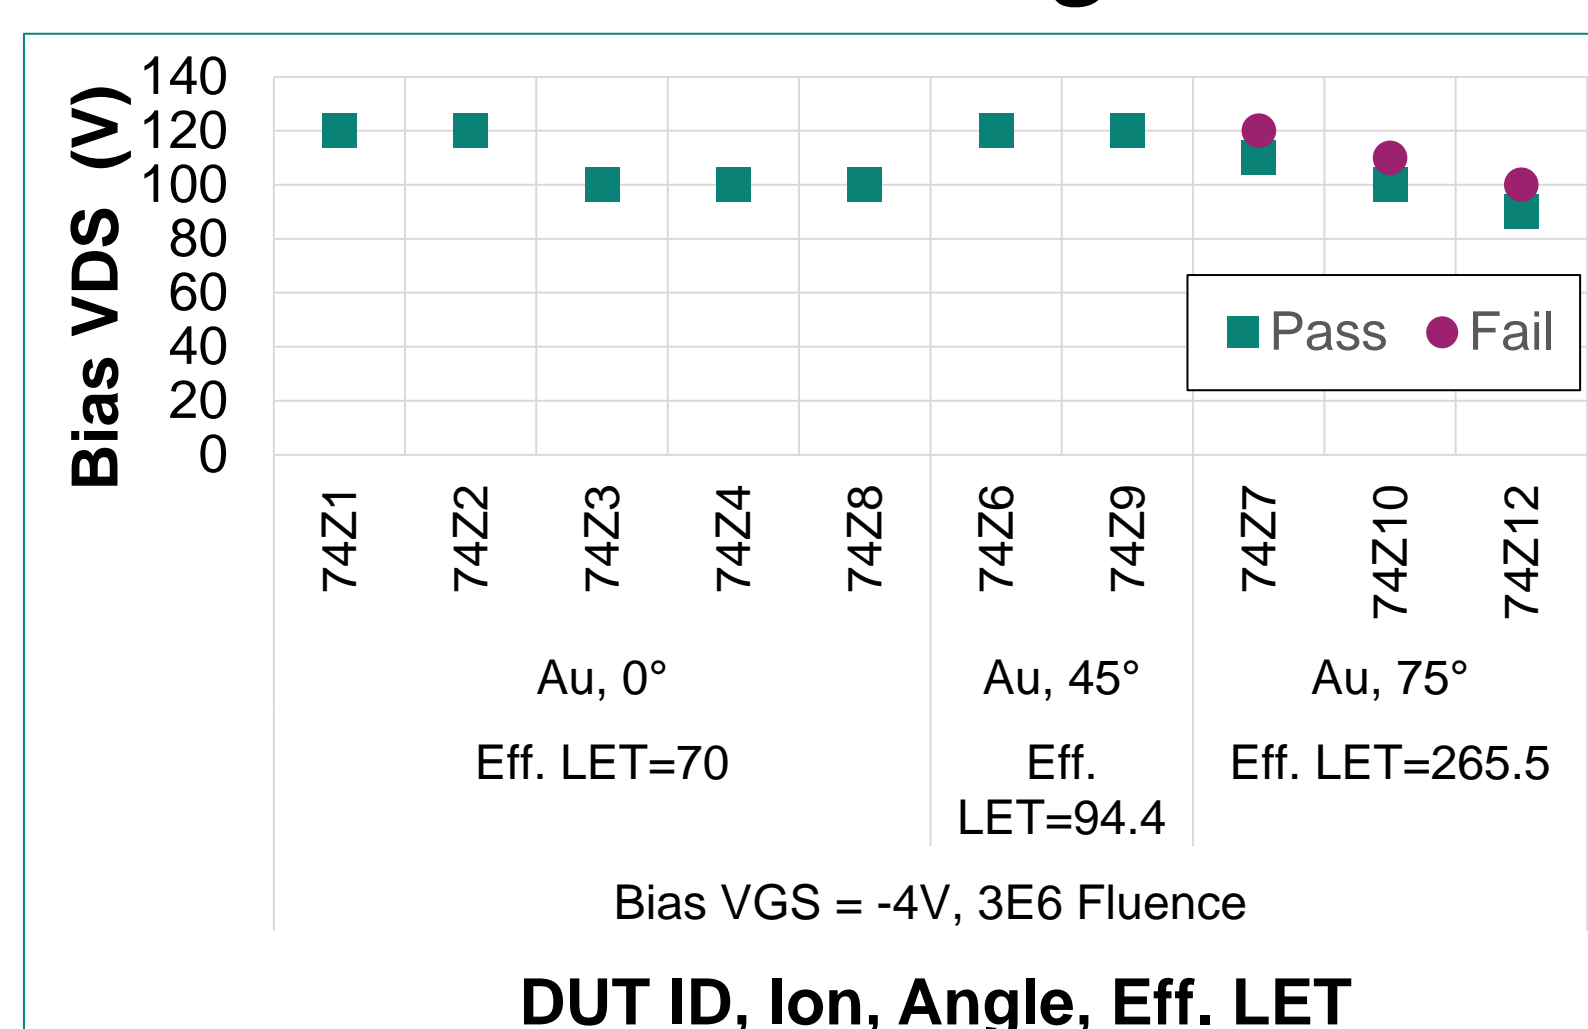 Bias VDS (V)
140
120
100
80
60
40
20
0
Pass
Fail
74Z1
74Z2
74Z3
74Z4
74Z8
74Z6
74Z9
74Z7
74Z10
74Z12
Au, 0°
Au, 45°
Au, 75°
Eff. LET=70
Eff.
LET=94.4
Eff. LET=265.5
Bias VGS = -4V, 3E6 Fluence
DUT ID, Ion, Angle, Eff. LET